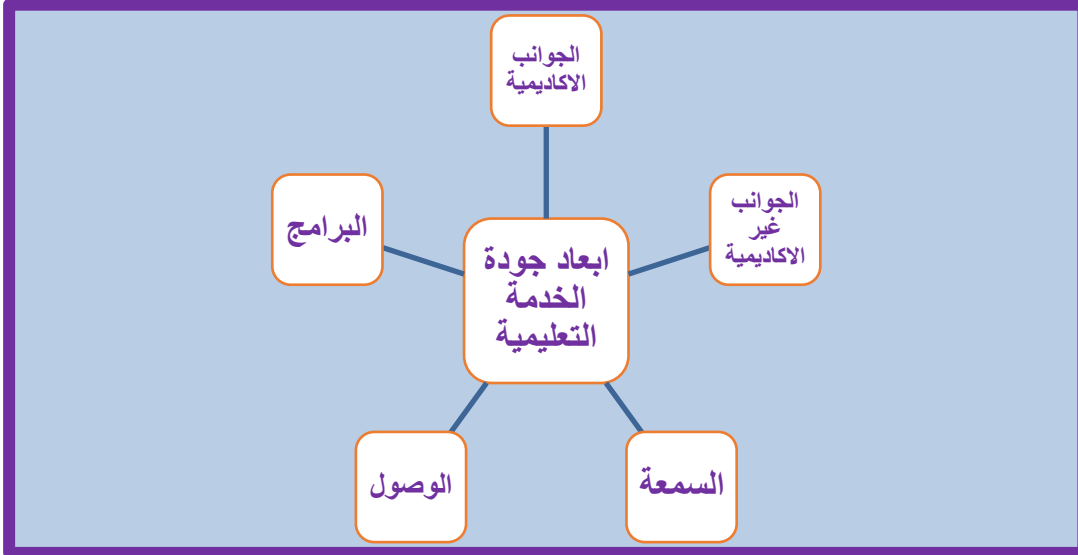 الجوانب
الاكاديمية
الجوانب
غير
الاكاديمية
البرامج
ابعاد جودة
الخدمة
التعليمية
السمعة
الوصول